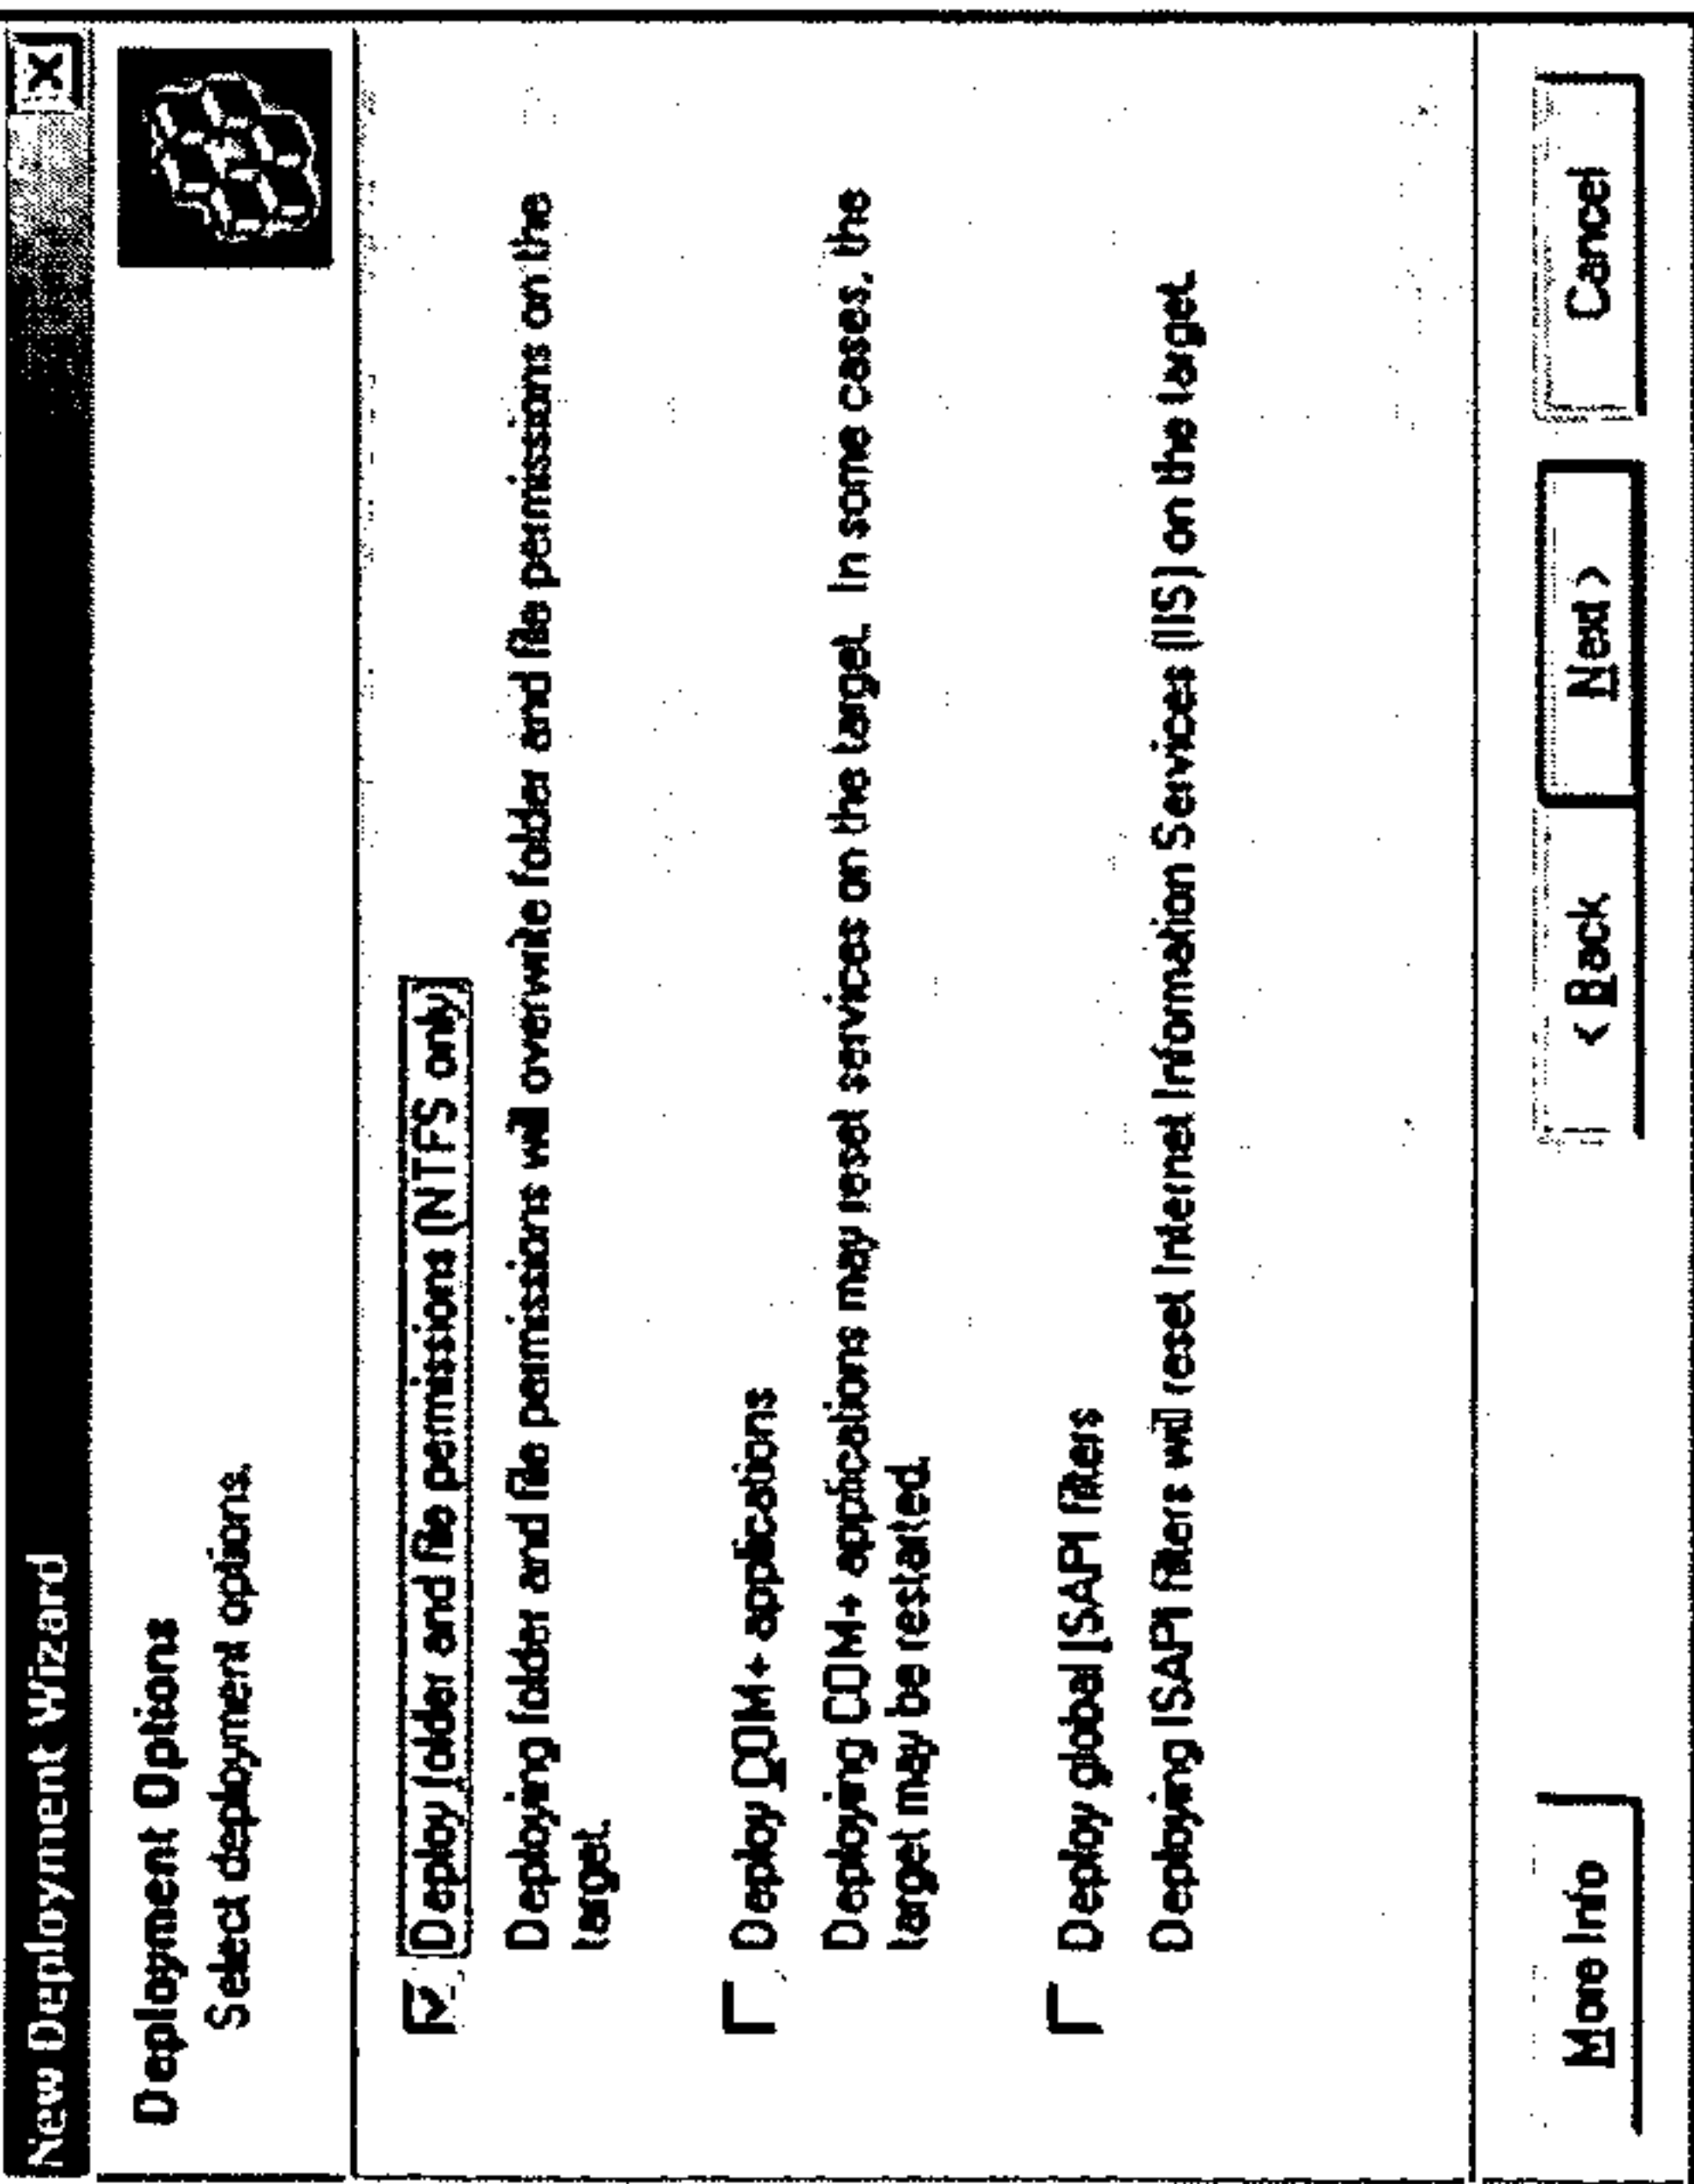 New Deployment Wizard
Deployment Options
Select deployment options.
Deploy folder and file permissions (NTFS only)
Deploying folder and file permissions will overwrite folder and file permissions on the
target.
Deploy COM+ applications
Deploying COM+ applications may reset services on the target. In some cases, the
target may be restarted.
Deploy global ISAPI filters
Deploying ISAPI filters will reset Internet Information Services (IIS) on the target.
More Info
< Back
Next >
Cancel